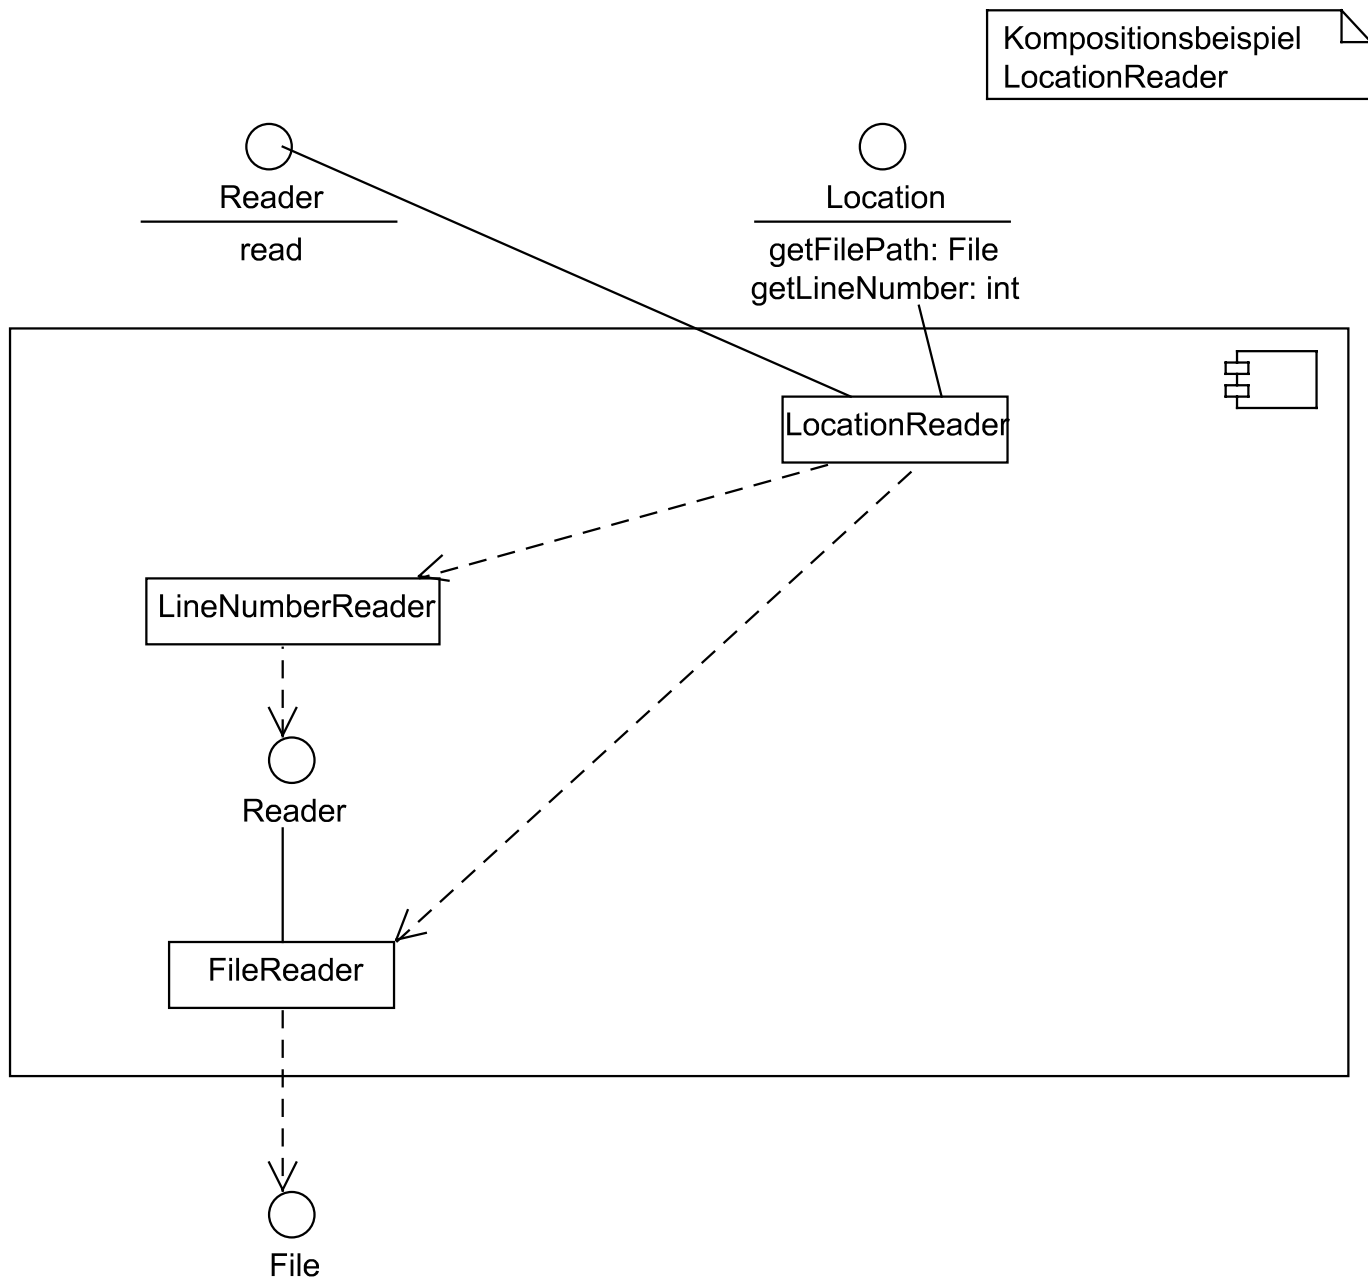 Kompositionsbeispiel
LocationReader
Reader
read
Location
getFilePath: File
getLineNumber: int
LocationReader
LineNumberReader
Reader
FileReader
File